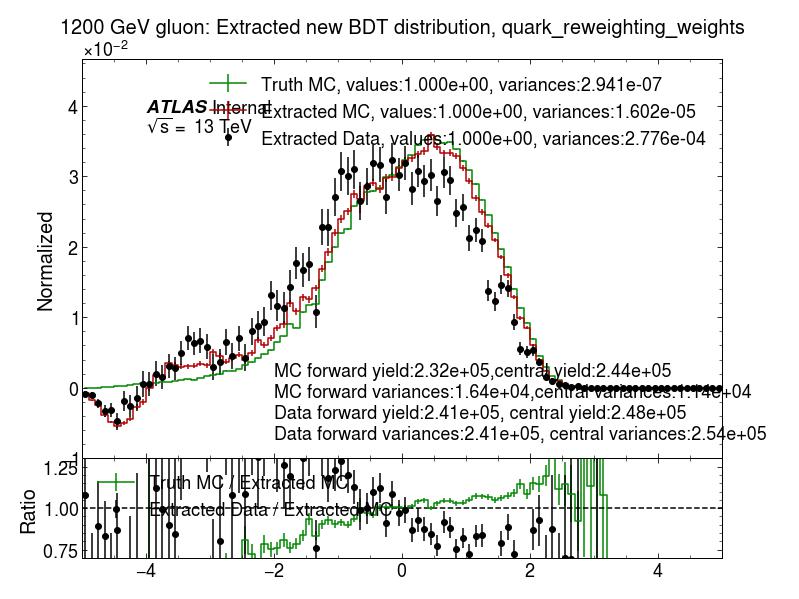 1200 GeV gluon: Extracted new BDT distribution, quark_reweighting_weights
×10⁻²
Truth MC, values:1.000e+00, variances:2.941e-07
ATLAS Internal
Extracted MC, values:1.000e+00, variances:1.602e-05
√s = 13 TeV
Extracted Data, values:1.000e+00, variances:2.776e-04
4
3
2
1
0
1
Normalized
MC forward yield:2.32e+05,central yield:2.44e+05
MC forward variances:1.64e+04,central variances:1.14e+04
Data forward yield:2.41e+05, central yield:2.48e+05
Data forward variances:2.41e+05, central variances:2.54e+05
1.25
1.00
0.75
Ratio
Truth MC / Extracted MC
Extracted Data / Extracted MC
−4 −2 0 2 4